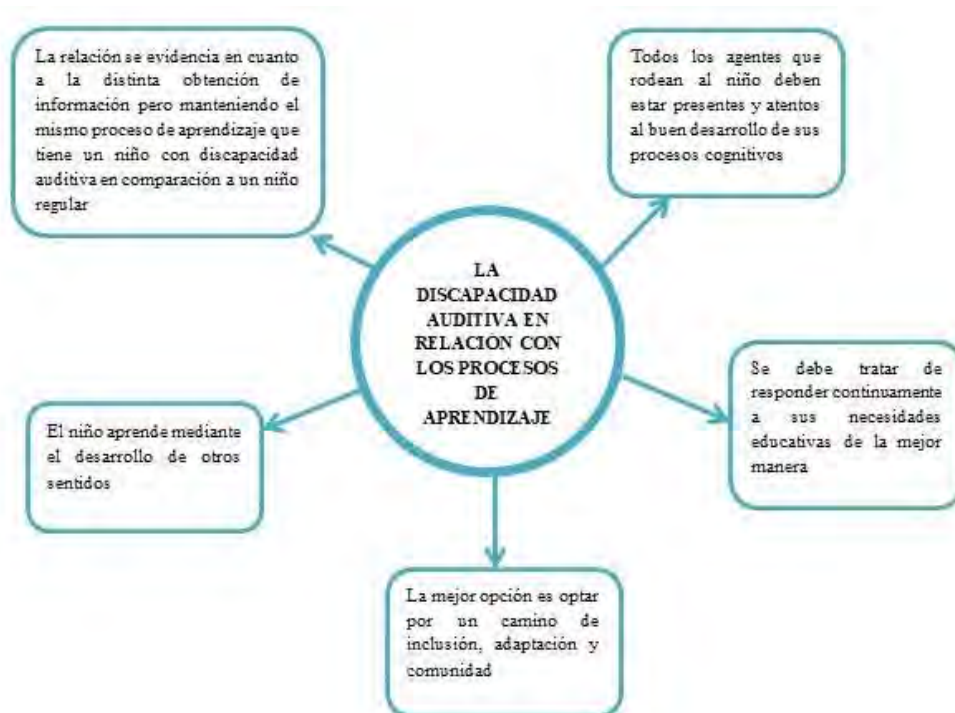 La relación se evidencia en cuanto
a la distinta obtención de
información pero manteniendo el
mismo proceso de aprendizaje que
tiene un niño con discapacidad
auditiva en comparación a un niño
regular
Todos los agentes que
rodean al niño deben
estar presentes y atentos
al buen desarrollo de sus
procesos cognitivos
LA
DISCAPACIDAD
AUDITIVA EN
RELACIÓN CON
LOS PROCESOS
DE
APRENDIZAJE
Se debe tratar de
responder continuamente
a sus necesidades
educativas de la mejor
manera
El niño aprende mediante
el desarrollo de otros
sentidos
La mejor opción es optar
por un camino de
inclusión, adaptación y
comunidad